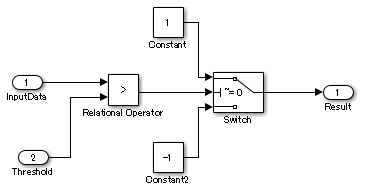 1
Constant
1
InputData
>
Relational Operator
~= 0
Switch
1
Result
2
Threshold
-1
Constant2